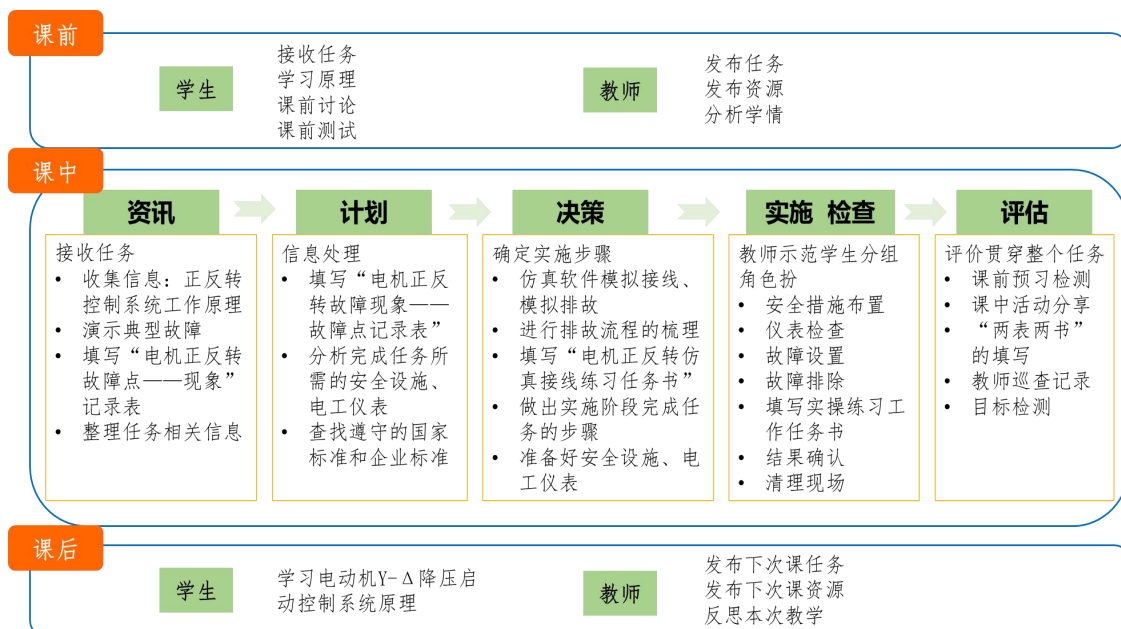 课前
学生
接收任务
学习原理
课前讨论
课前测试
教师
发布任务
发布资源
分析学情
课中
资讯
接收任务
• 收集信息：正反转
控制系统工作原理
• 演示典型故障
• 填写“电机正反转
故障点——现象”
记录表
• 整理任务相关信息
计划
信息处理
• 填写“电机正反
转故障现象——
故障点记录表”
• 分析完成任务所
需的安全设施、
电工仪表
• 查找遵守的国家
标准和企业标准
决策
确定实施步骤
• 仿真软件模拟接线、
模拟排故
• 进行排故流程的梳理
• 填写“电机正反转仿
真接线练习任务书”
• 做出实施阶段完成任
务的步骤
• 准备好安全设施、电
工仪表
实施 检查
教师示范学生分组
角色扮
• 安全措施布置
• 仪表检查
• 故障设置
• 故障排除
• 填写实操练习工
作任务书
• 结果确认
• 清理现场
评估
评价贯穿整个任务
• 课前预习检测
• 课中活动分享
• “两表两书”
的填写
• 教师巡查记录
• 目标检测
课后
学生
学习电动机Y-Δ降压启
动控制系统原理
教师
发布下次课任务
发布下次课资源
反思本次教学